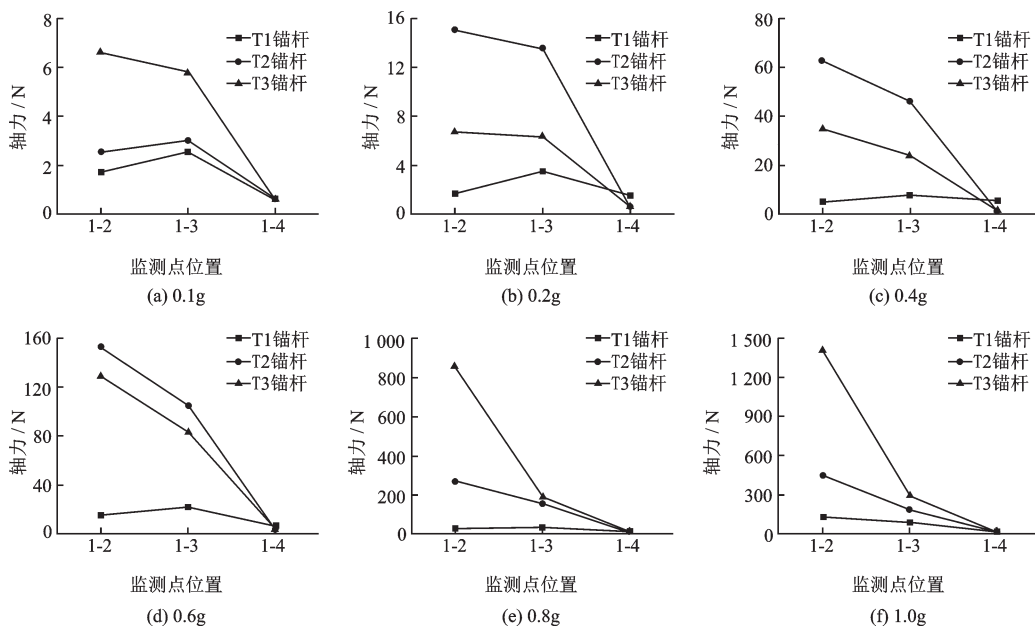 8
6
4
2
0
轴力 / N
T1锚杆
T2锚杆
T3锚杆
1-2
1-3
1-4
监测点位置
(a) 0.1g
16
12
8
4
0
轴力 / N
T1锚杆
T2锚杆
T3锚杆
1-2
1-3
1-4
监测点位置
(b) 0.2g
80
60
40
20
0
轴力 / N
T1锚杆
T2锚杆
T3锚杆
1-2
1-3
1-4
监测点位置
(c) 0.4g
160
120
80
40
0
轴力 / N
T1锚杆
T2锚杆
T3锚杆
1-2
1-3
1-4
监测点位置
(d) 0.6g
1 000
800
600
400
200
0
轴力 / N
T1锚杆
T2锚杆
T3锚杆
1-2
1-3
1-4
监测点位置
(e) 0.8g
1 500
1 200
900
600
300
0
轴力 / N
T1锚杆
T2锚杆
T3锚杆
1-2
1-3
1-4
监测点位置
(f) 1.0g